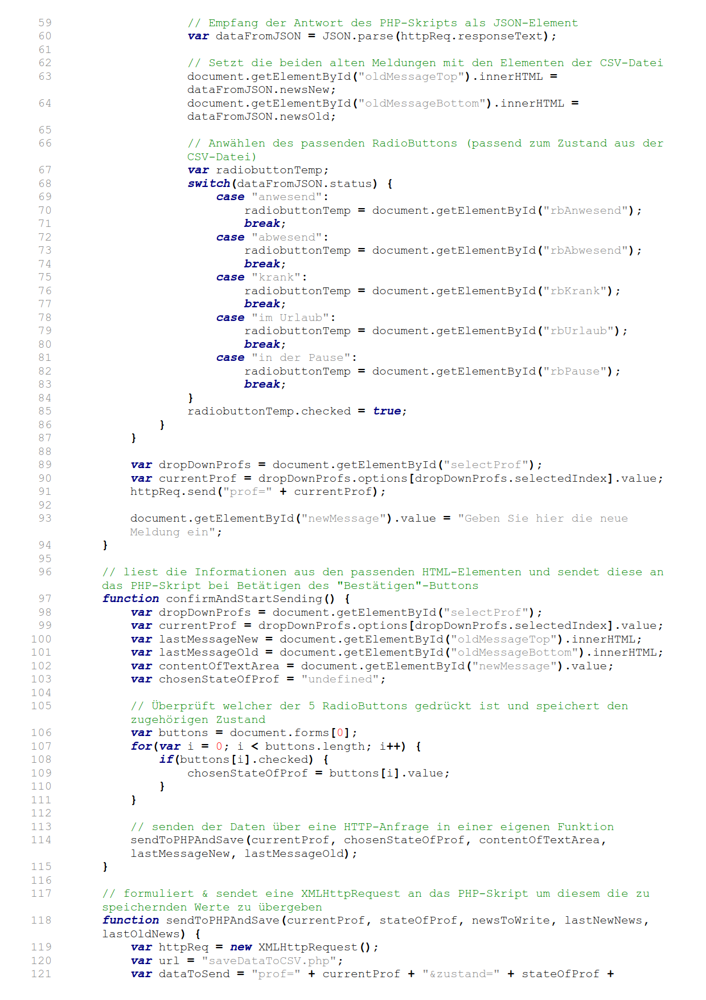 59 // Empfang der Antwort des PHP-Skripts als JSON-Element
60 var dataFromJSON = JSON.parse(httpReq.responseText);
61
62 // Setzt die beiden alten Meldungen mit den Elementen der CSV-Datei
63 document.getElementById("oldMessageTop").innerHTML =
dataFromJSON.newsNew;
64 document.getElementById("oldMessageBottom").innerHTML =
dataFromJSON.newsOld;
65
66 // Anwählen des passenden RadioButtons (passend zum Zustand aus der
CSV-Datei)
67 var radiobuttonTemp;
68 switch(dataFromJSON.status) {
69 case "anwesend":
70 radiobuttonTemp = document.getElementById("rbAnwesend");
71 break;
72 case "abwesend":
73 radiobuttonTemp = document.getElementById("rbAbwesend");
74 break;
75 case "krank":
76 radiobuttonTemp = document.getElementById("rbKrank");
77 break;
78 case "im Urlaub":
79 radiobuttonTemp = document.getElementById("rbUrlaub");
80 break;
81 case "in der Pause":
82 radiobuttonTemp = document.getElementById("rbPause");
83 break;
84 }
85 radiobuttonTemp.checked = true;
86 }
87 }
88
89 var dropDownProfs = document.getElementById("selectProf");
90 var currentProf = dropDownProfs.options[dropDownProfs.selectedIndex].value;
91 httpReq.send("prof=" + currentProf);
92
93 document.getElementById("newMessage").value = "Geben Sie hier die neue
Meldung ein";
94 }
95
96 // liest die Informationen aus den passenden HTML-Elementen und sendet diese an
das PHP-Skript bei Betätigen des "Bestätigen"-Buttons
97 function confirmAndStartSending() {
98 var dropDownProfs = document.getElementById("selectProf");
99 var currentProf = dropDownProfs.options[dropDownProfs.selectedIndex].value;
100 var lastMessageNew = document.getElementById("oldMessageTop").innerHTML;
101 var lastMessageOld = document.getElementById("oldMessageBottom").innerHTML;
102 var contentOfTextArea = document.getElementById("newMessage").value;
103 var chosenStateOfProf = "undefined";
104
105 // Überprüft welcher der 5 RadioButtons gedrückt ist und speichert den
zugehörigen Zustand
106 var buttons = document.forms[0];
107 for(var i = 0; i < buttons.length; i++) {
108 if(buttons[i].checked) {
109 chosenStateOfProf = buttons[i].value;
110 }
111 }
112
113 // senden der Daten über eine HTTP-Anfrage in einer eigenen Funktion
114 sendToPHPAndSave(currentProf, chosenStateOfProf, contentOfTextArea,
lastMessageNew, lastMessageOld);
115 }
116
117 // formuliert & sendet eine XMLHttpRequest an das PHP-Skript um diesem die zu
speichernden Werte zu übergeben
118 function sendToPHPAndSave(currentProf, stateOfProf, newsToWrite, lastNewNews,
lastOldNews) {
119 var httpReq = new XMLHttpRequest();
120 var url = "saveDataToCSV.php";
121 var dataToSend = "prof=" + currentProf + "&zustand=" + stateOfProf +